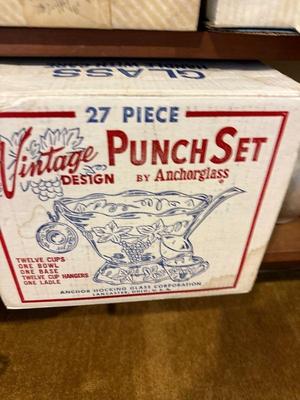 GLASS
27 PIECE
Vintage PUNCH SET
DESIGN BY Anchorglass®
TWELVE CUPS
ONE BOWL
ONE BASE
TWELVE CUP HANGERS
ONE LADLE
ANCHOR HOCKING GLASS CORPORATION
LANCASTER, OHIO, U.S.A.